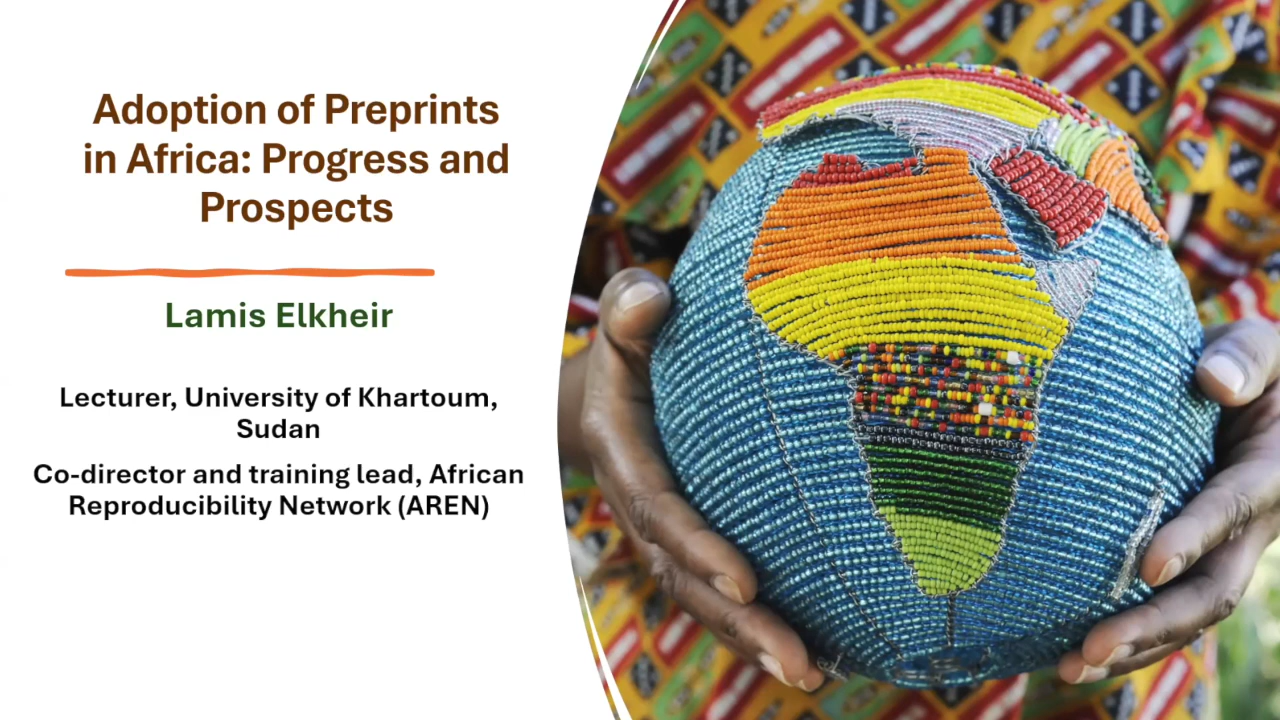 Adoption of Preprints
in Africa: Progress and
Prospects
Lamis Elkheir
Lecturer, University of Khartoum,
Sudan
Co-director and training lead, African
Reproducibility Network (AREN)